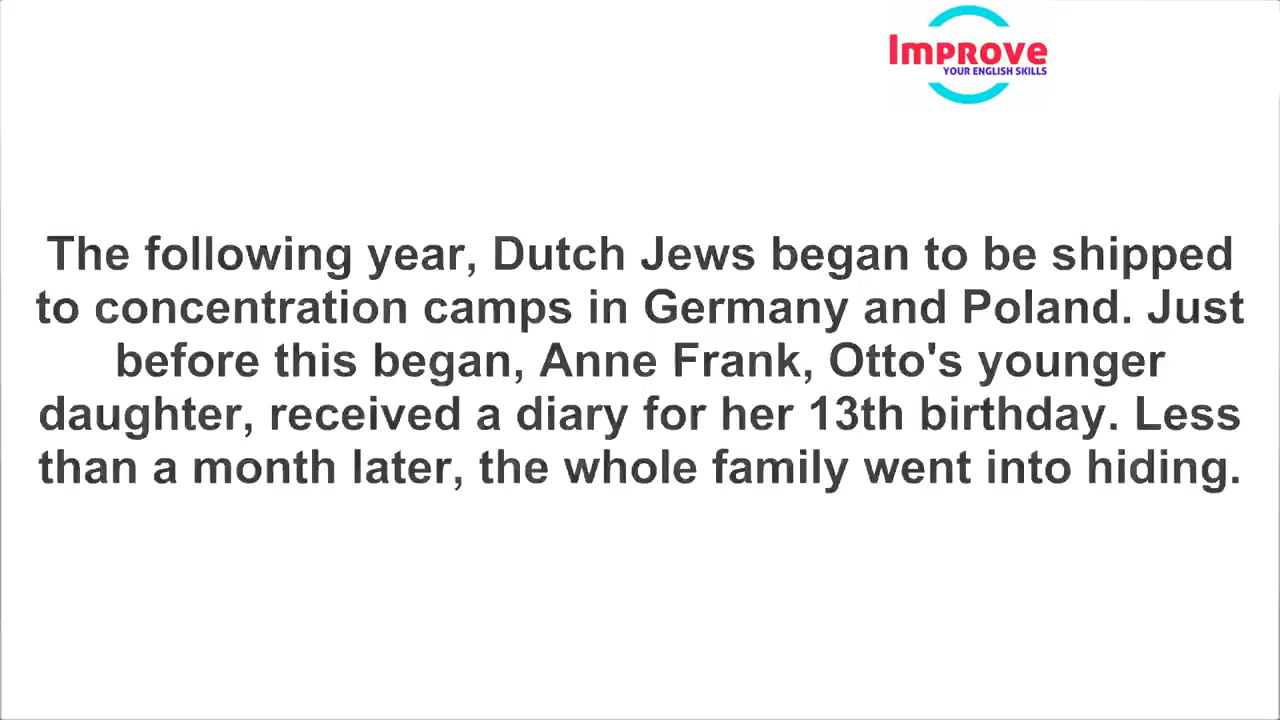 Improve
YOUR ENGLISH SKILLS
The following year, Dutch Jews began to be shipped
to concentration camps in Germany and Poland. Just
before this began, Anne Frank, Otto's younger
daughter, received a diary for her 13th birthday. Less
than a month later, the whole family went into hiding.